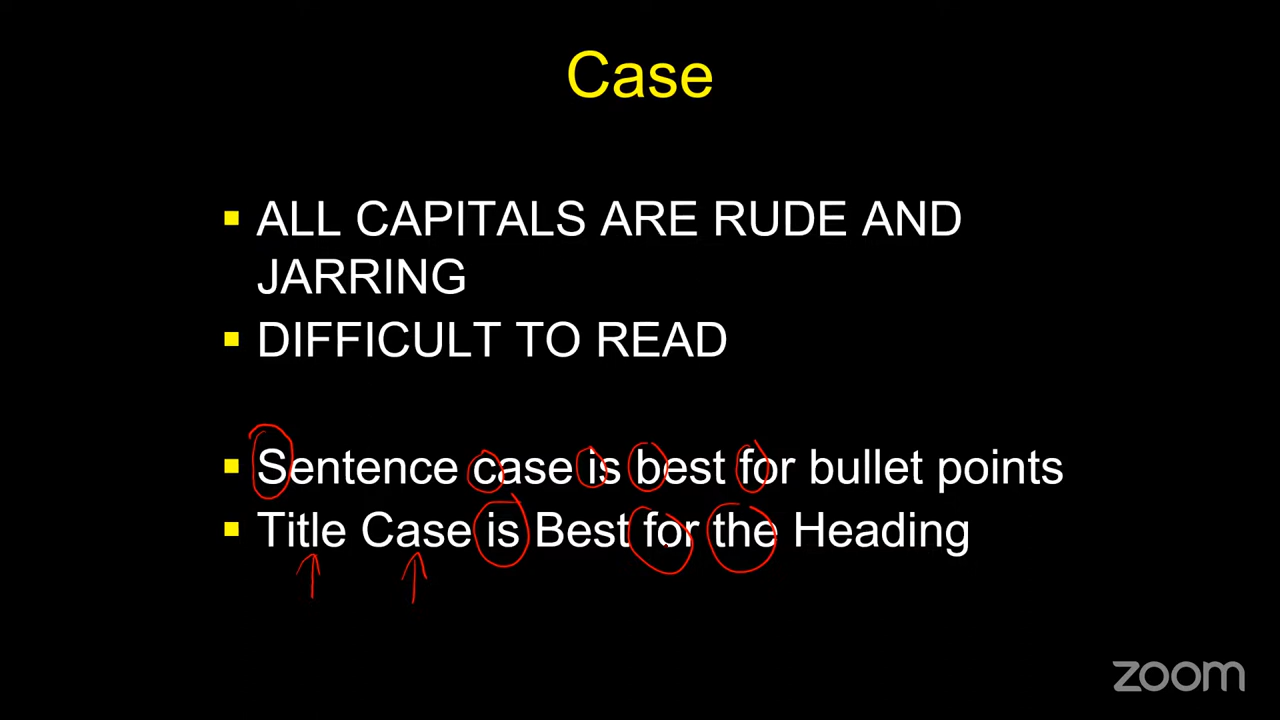 Case
ALL CAPITALS ARE RUDE AND
JARRING
DIFFICULT TO READ
Sentence case is best for bullet points
Title Case is Best for the Heading
zoom